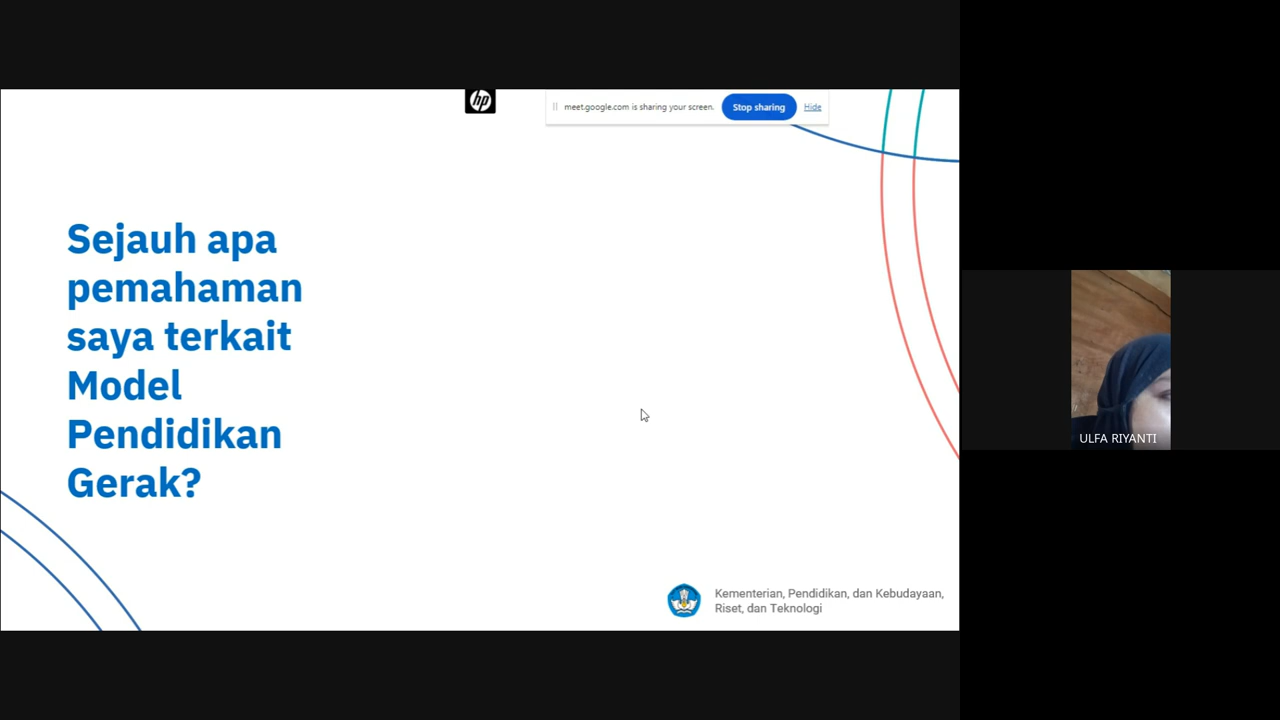 hp
meet.google.com is sharing your screen.
Stop sharing
Hide
Sejauh apa
pemahaman
saya terkait
Model
Pendidikan
Gerak?
ULFA RIYANTI
Kementerian, Pendidikan, dan Kebudayaan,
Riset, dan Teknologi